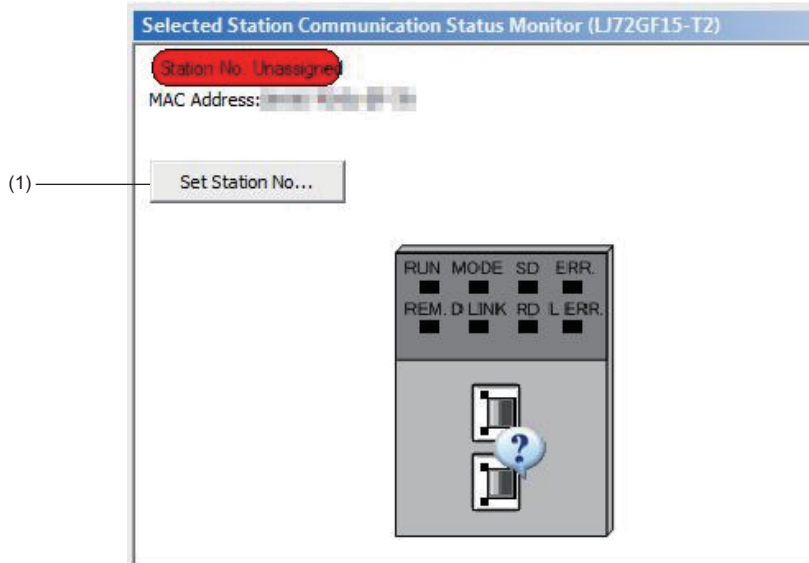 Selected Station Communication Status Monitor (LJ72GF15-T2)
Station No. Unassigned
MAC Address:
(1)
Set Station No...
RUN MODE SD ERR.
REM. D LINK RD L ERR.
?